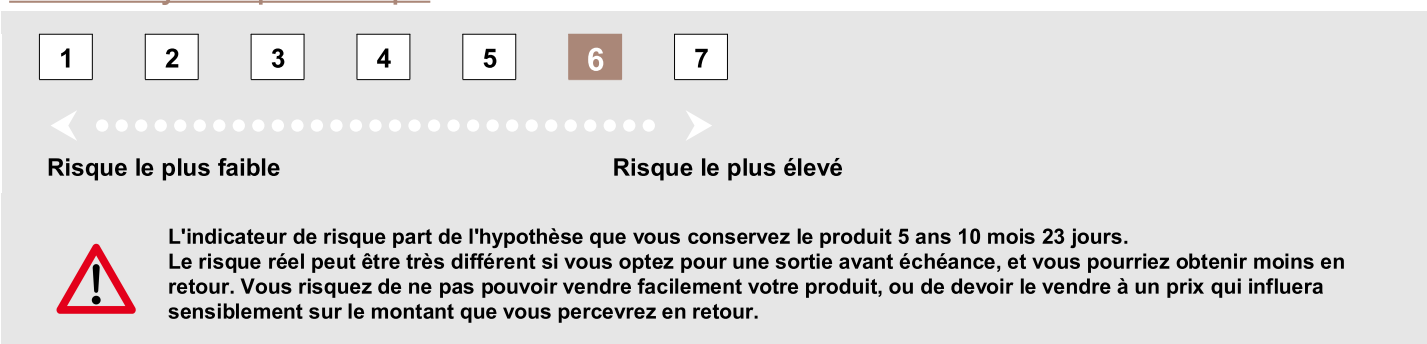 1 2 3 4 5 6 7
Risque le plus faible Risque le plus élevé
L'indicateur de risque part de l'hypothèse que vous conservez le produit 5 ans 10 mois 23 jours.
Le risque réel peut être très différent si vous optez pour une sortie avant échéance, et vous pourriez obtenir moins en
retour. Vous risquez de ne pas pouvoir vendre facilement votre produit, ou de devoir le vendre à un prix qui influera
sensiblement sur le montant que vous percevrez en retour.